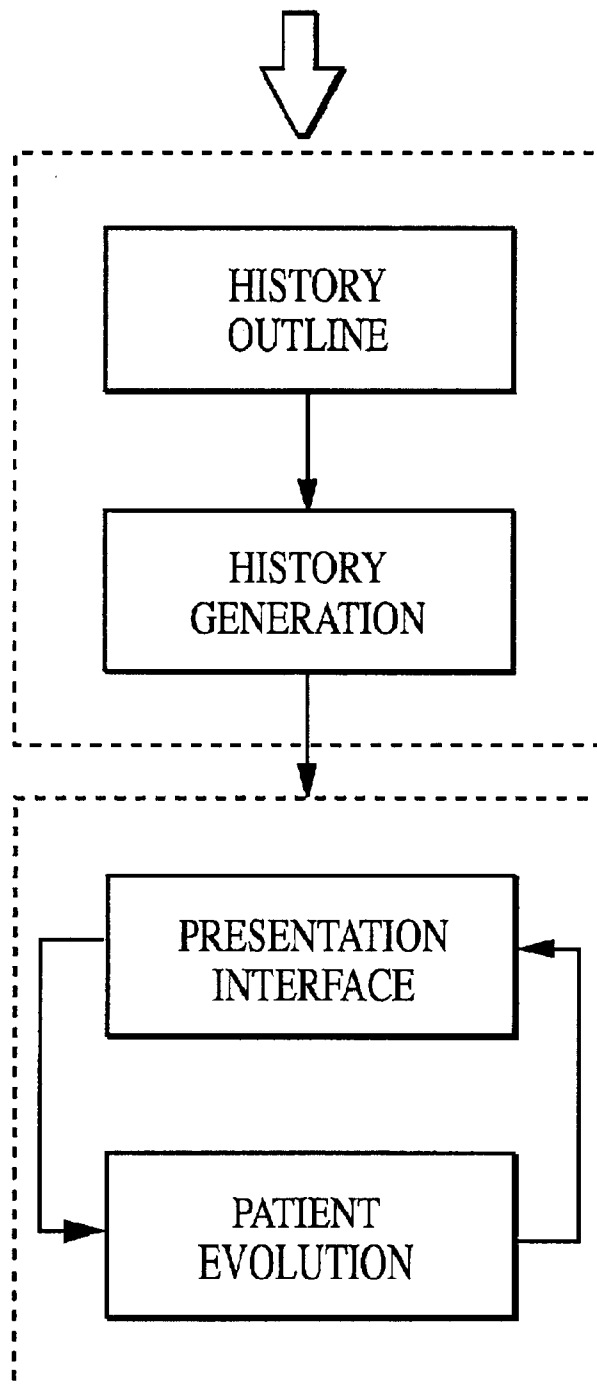 HISTORY
OUTLINE
HISTORY
GENERATION
PRESENTATION
INTERFACE
PATIENT
EVOLUTION